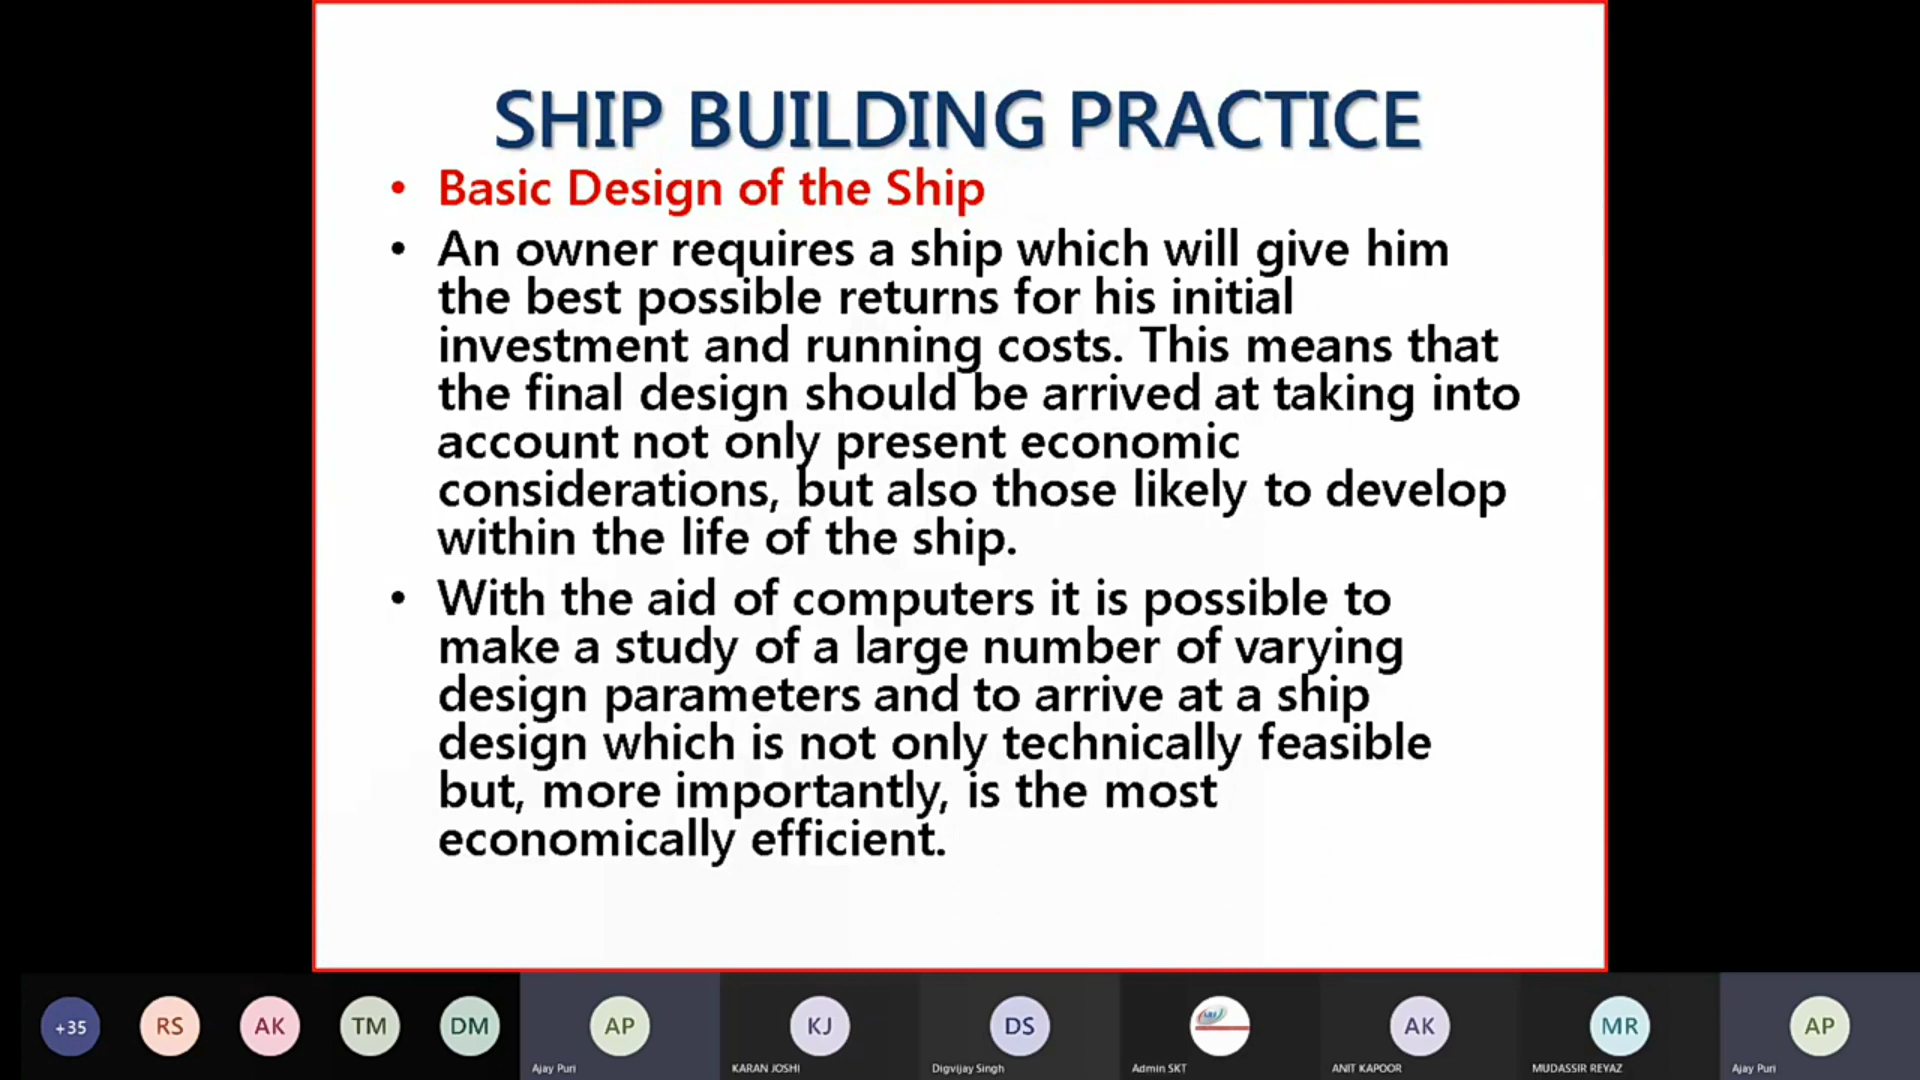 SHIP BUILDING PRACTICE
• Basic Design of the Ship
• An owner requires a ship which will give him
the best possible returns for his initial
investment and running costs. This means that
the final design should be arrived at taking into
account not only present economic
considerations, but also those likely to develop
within the life of the ship.
• With the aid of computers it is possible to
make a study of a large number of varying
design parameters and to arrive at a ship
design which is not only technically feasible
but, more importantly, is the most
economically efficient.
+35 RS AK TM DM AP KJ DS AK MR AP
Ajay Puri KARAN JOSHI Digvijay Singh Admin SKT ANIT KAPOOR MUDASSIR REYAZ Ajay Puri